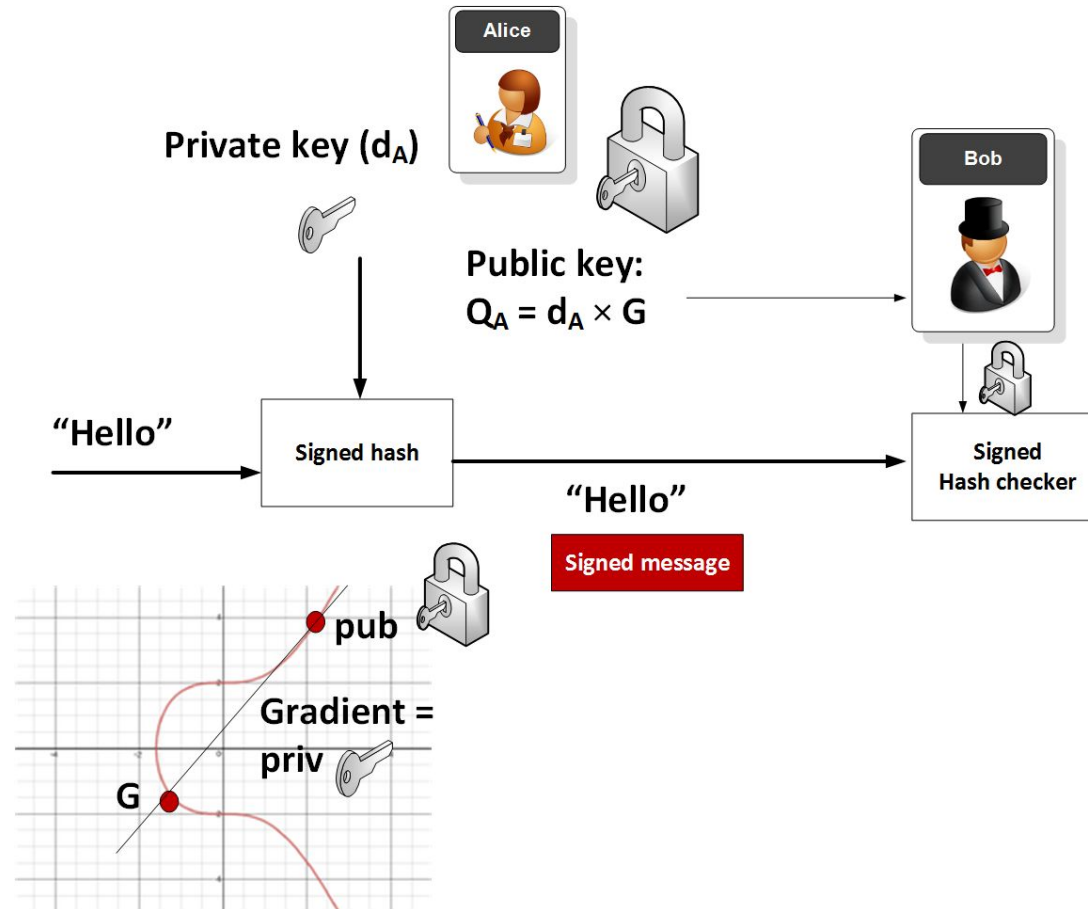 Alice
Private key (dA)
Bob
Public key:
QA = dA × G
“Hello”
Signed hash
Signed
Hash checker
“Hello”
Signed message
pub
Gradient =
priv
G